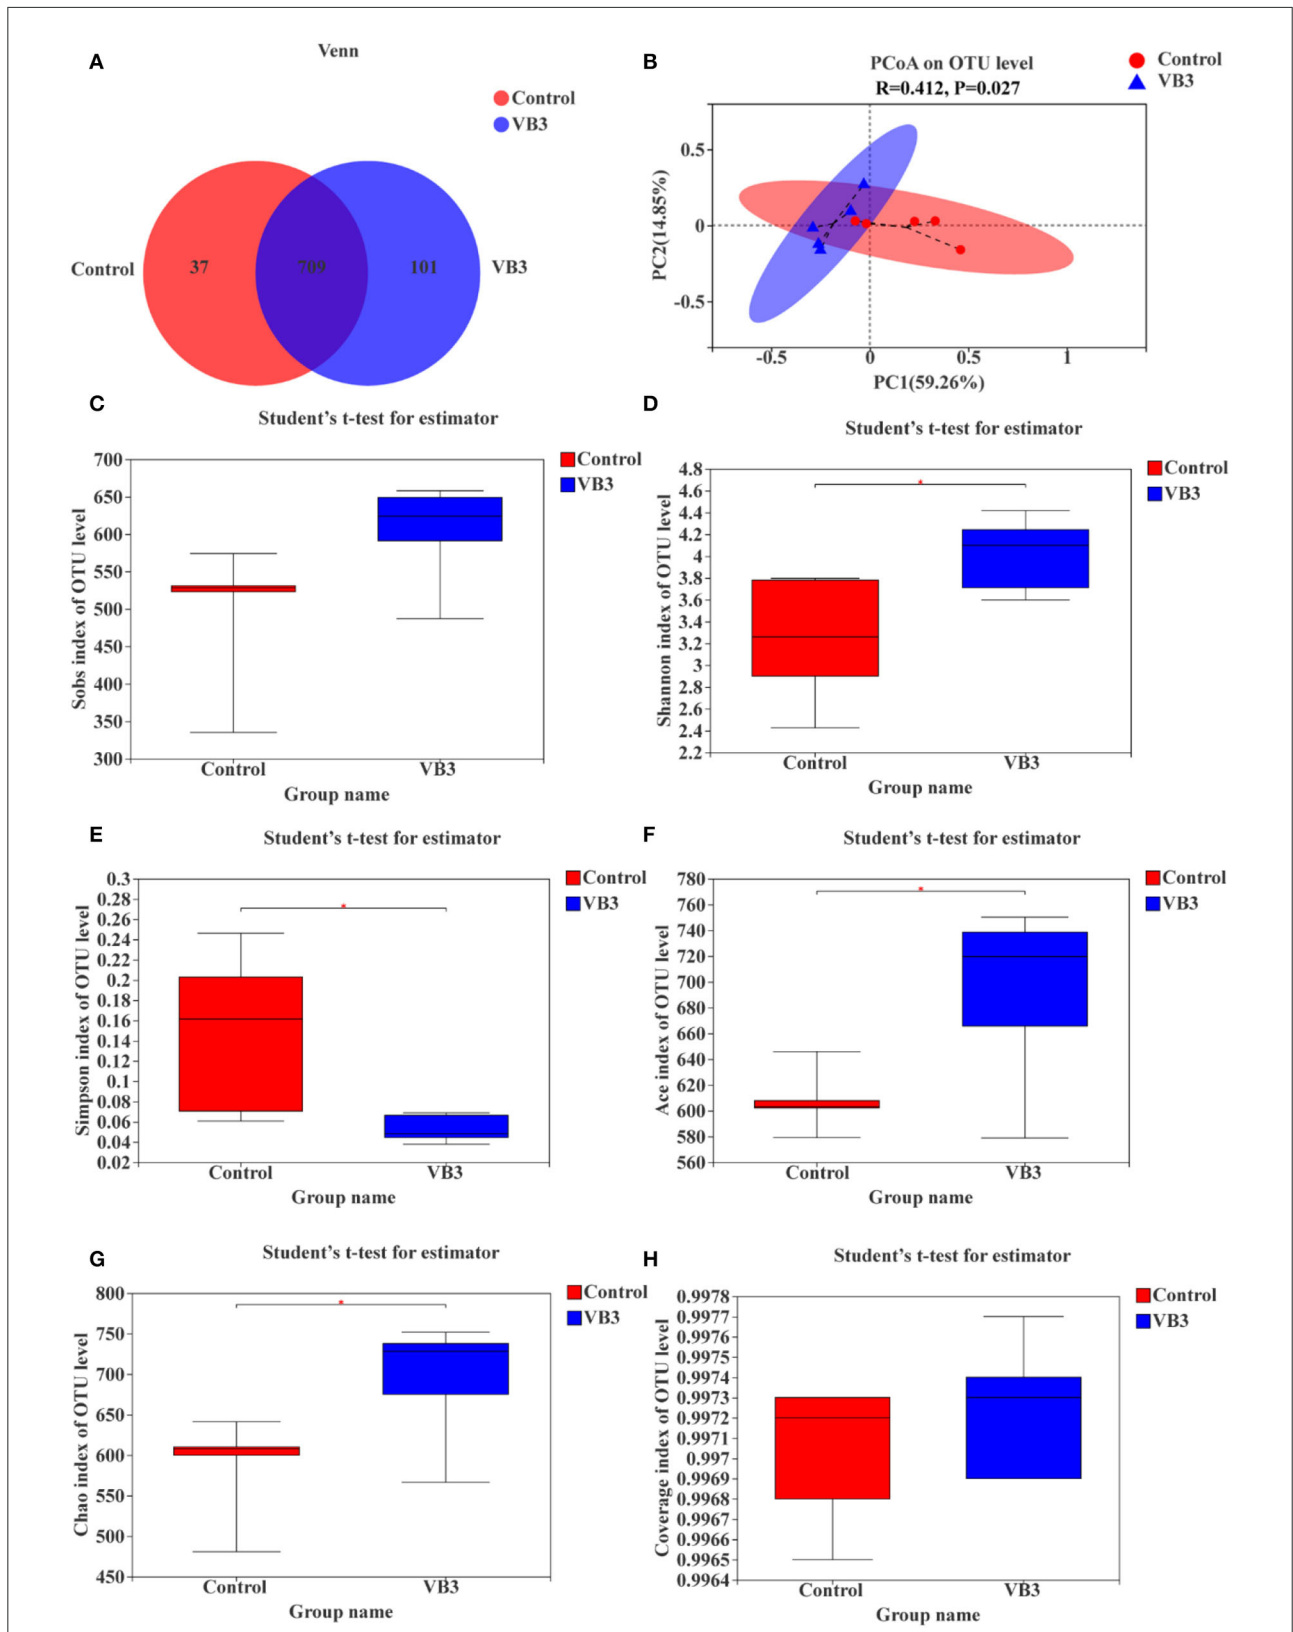 A
Venn
Control
VB3
Control
37
709
101
VB3
B
PCoA on OTU level
R=0.412, P=0.027
Control
VB3
PC2(14.85%)
0.5
0
-0.5
-0.5
0
0.5
1
PC1(59.26%)
C
Student's t-test for estimator
Control
VB3
Sobs index of OTU level
700
650
600
550
500
450
400
350
300
Control
VB3
Group name
D
Student's t-test for estimator
Control
VB3
Shannon index of OTU level
4.8
4.6
4.4
4.2
4
3.8
3.6
3.4
3.2
3
2.8
2.6
2.4
2.2
*
Control
VB3
Group name
E
Student's t-test for estimator
Control
VB3
Simpson index of OTU level
0.3
0.28
0.26
0.24
0.22
0.2
0.18
0.16
0.14
0.12
0.1
0.08
0.06
0.04
0.02
*
Control
VB3
Group name
F
Student's t-test for estimator
Control
VB3
Ace index of OTU level
780
760
740
720
700
680
660
640
620
600
580
560
*
Control
VB3
Group name
G
Student's t-test for estimator
Control
VB3
Chao index of OTU level
800
750
700
650
600
550
500
450
*
Control
VB3
Group name
H
Student's t-test for estimator
Control
VB3
Coverage index of OTU level
0.9978
0.9977
0.9976
0.9975
0.9974
0.9973
0.9972
0.9971
0.997
0.9969
0.9968
0.9967
0.9966
0.9965
0.9964
Control
VB3
Group name